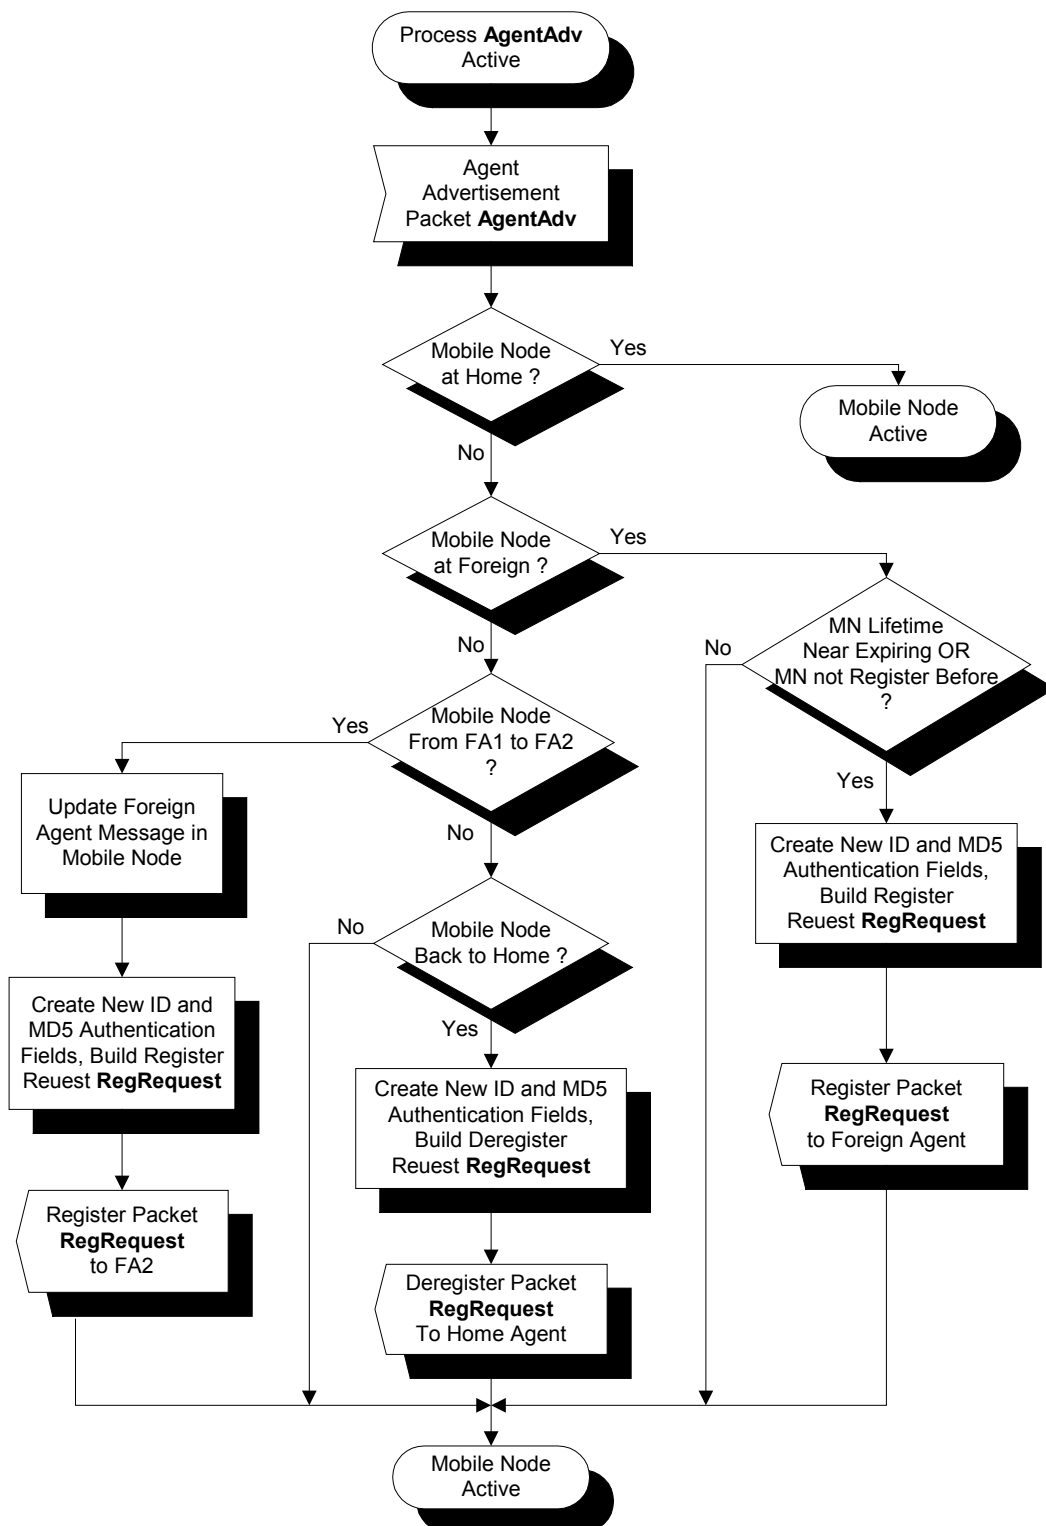 Process AgentAdv
Active
Agent
Advertisement
Packet AgentAdv
Mobile Node
at Home ?
Yes
Mobile Node
Active
No
Mobile Node
at Foreign ?
Yes
No
MN Lifetime
Near Expiring OR
MN not Register Before
?
No
Yes
Mobile Node
From FA1 to FA2
?
Yes
No
Update Foreign
Agent Message in
Mobile Node
Create New ID and MD5
Authentication Fields,
Build Register
Reuest RegRequest
Mobile Node
Back to Home ?
No
Yes
Create New ID and
MD5 Authentication
Fields, Build Register
Reuest RegRequest
Create New ID and MD5
Authentication Fields,
Build Deregister
Reuest RegRequest
Register Packet
RegRequest
to Foreign Agent
Register Packet
RegRequest
to FA2
Deregister Packet
RegRequest
To Home Agent
Mobile Node
Active